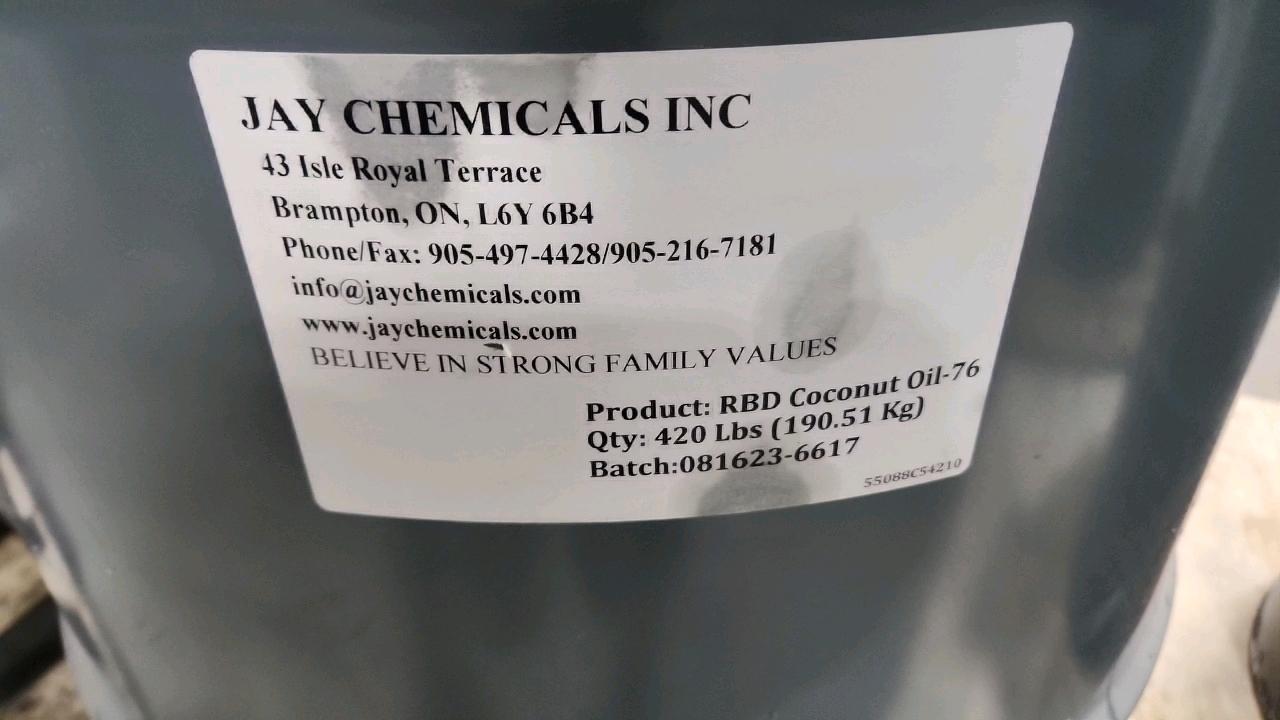 JAY CHEMICALS INC
43 Isle Royal Terrace
Brampton, ON, L6Y 6B4
Phone/Fax: 905-497-4428/905-216-7181
info@jaychemicals.com
www.jaychemicals.com
BELIEVE IN STRONG FAMILY VALUES
Product: RBD Coconut Oil-76
Qty: 420 Lbs (190.51 Kg)
Batch:081623-6617
55088C54210